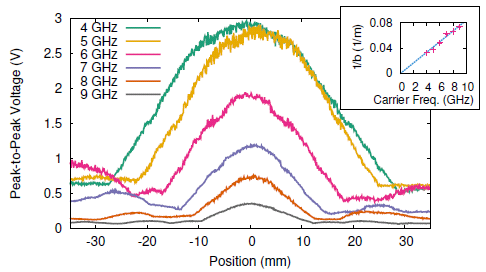 3
2.5
2
1.5
1
0.5
0
Peak-to-Peak Voltage (V)
4 GHz
5 GHz
6 GHz
7 GHz
8 GHz
9 GHz
-30 -20 -10 0 10 20 30
Position (mm)
0.08
0.04
0
1/b (1/m)
0 2 4 6 8 10
Carrier Freq. (GHz)